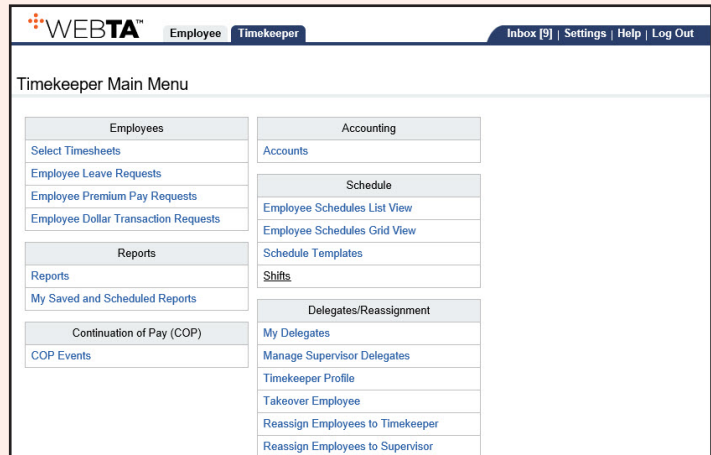 WEBTA™ Employee Timekeeper Inbox [9] | Settings | Help | Log Out
Timekeeper Main Menu
Employees
Select Timesheets
Employee Leave Requests
Employee Premium Pay Requests
Employee Dollar Transaction Requests
Reports
Reports
My Saved and Scheduled Reports
Continuation of Pay (COP)
COP Events
Accounting
Accounts
Schedule
Employee Schedules List View
Employee Schedules Grid View
Schedule Templates
Shifts
Delegates/Reassignment
My Delegates
Manage Supervisor Delegates
Timekeeper Profile
Takeover Employee
Reassign Employees to Timekeeper
Reassign Employees to Supervisor